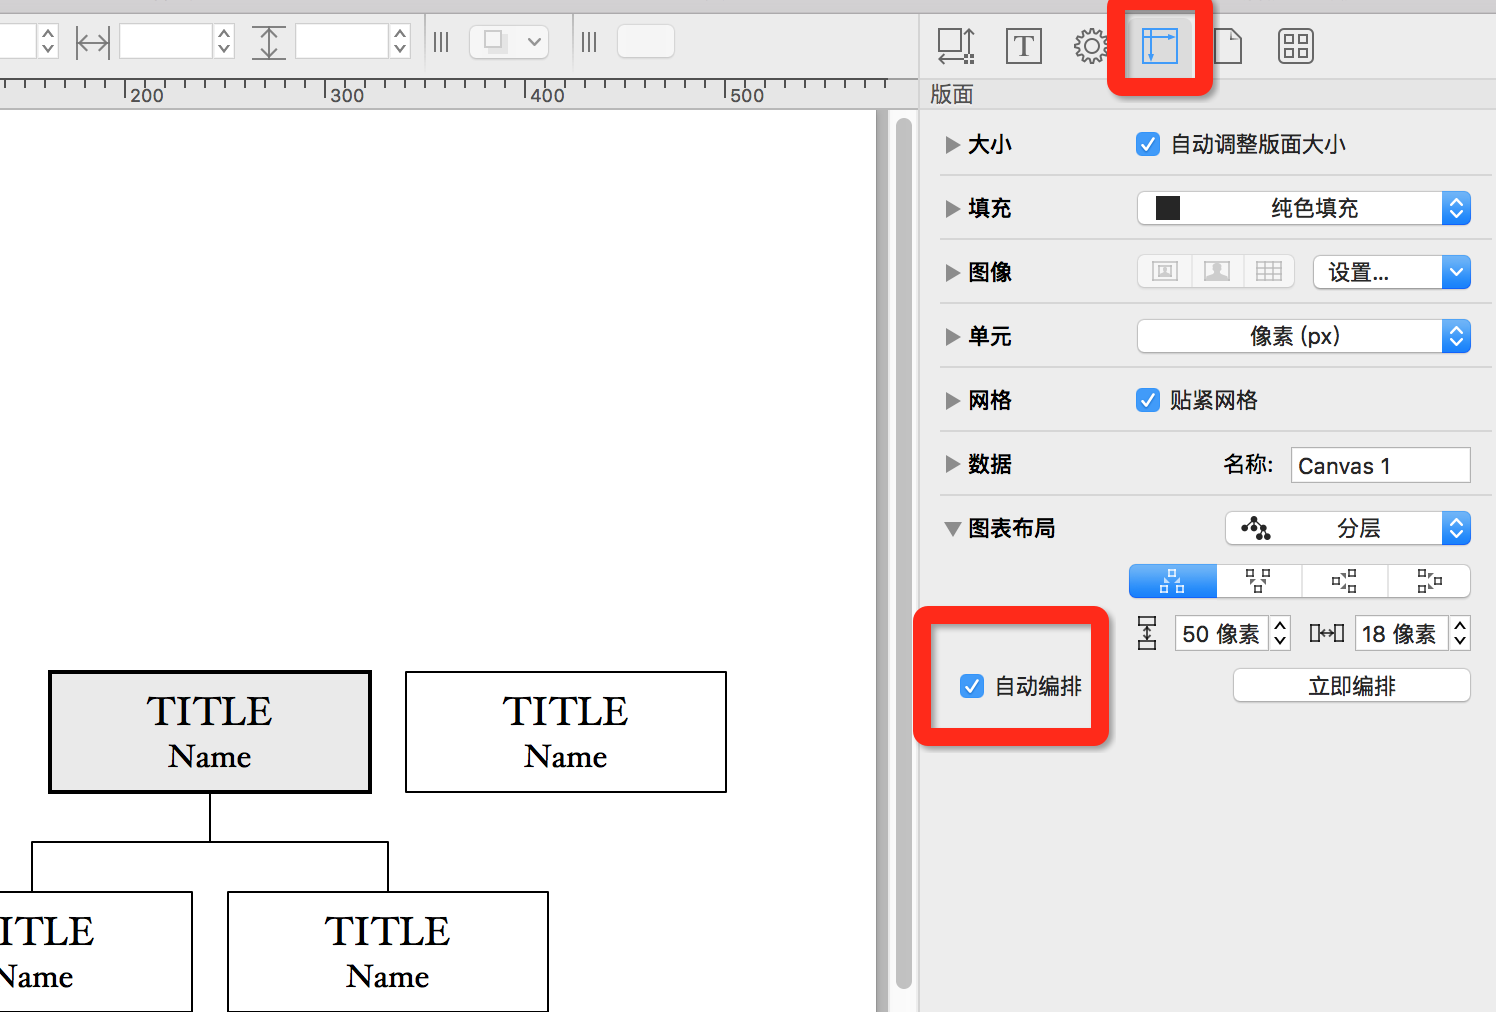 T
200
300
400
500
版面
大小
自动调整版面大小
填充
纯色填充
图像
设置...
单元
像素 (px)
网格
贴紧网格
数据
名称:
Canvas 1
图表布局
分层
50 像素
18 像素
自动编排
立即编排
TITLE
Name
TITLE
Name
ITLE
Name
TITLE
Name